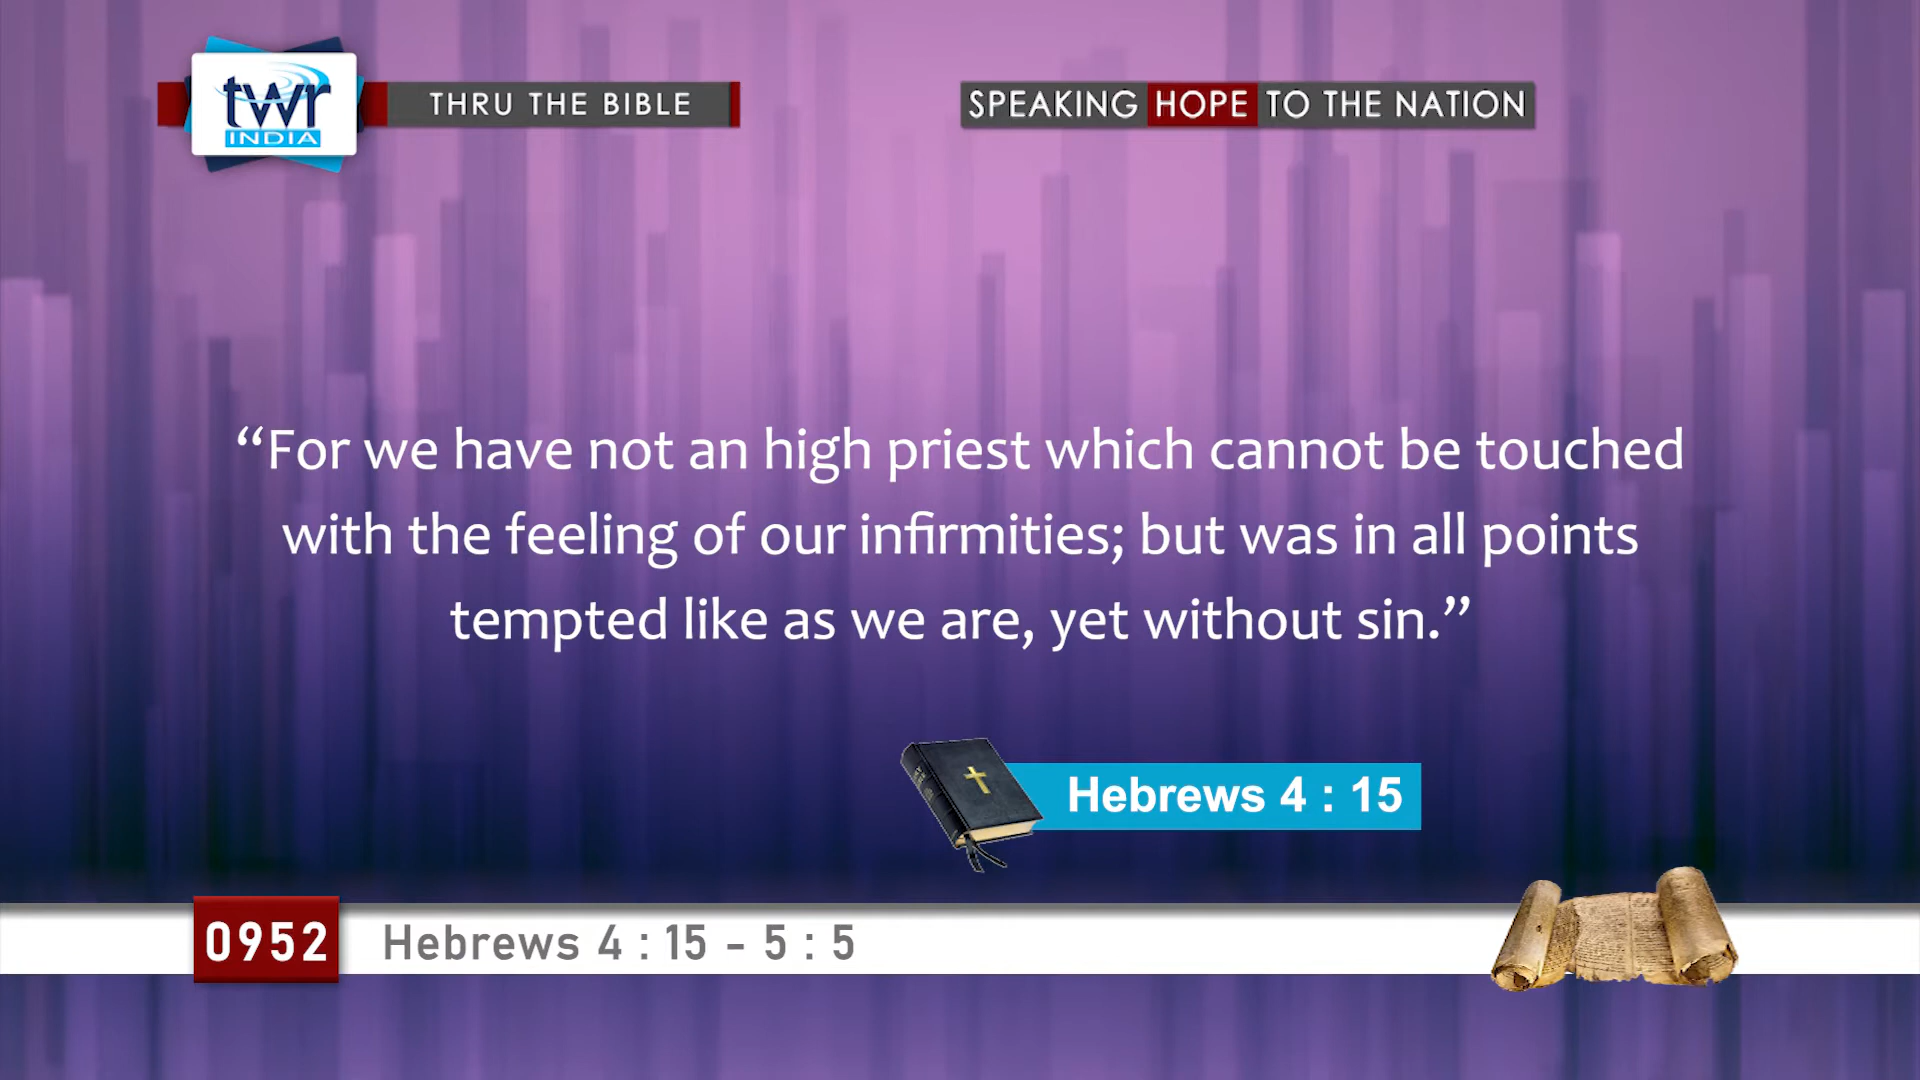 twr
INDIA
THRU THE BIBLE
SPEAKING HOPE TO THE NATION
“For we have not an high priest which cannot be touched
with the feeling of our infirmities; but was in all points
tempted like as we are, yet without sin.”
Hebrews 4 : 15
0952
Hebrews 4 : 15 - 5 : 5